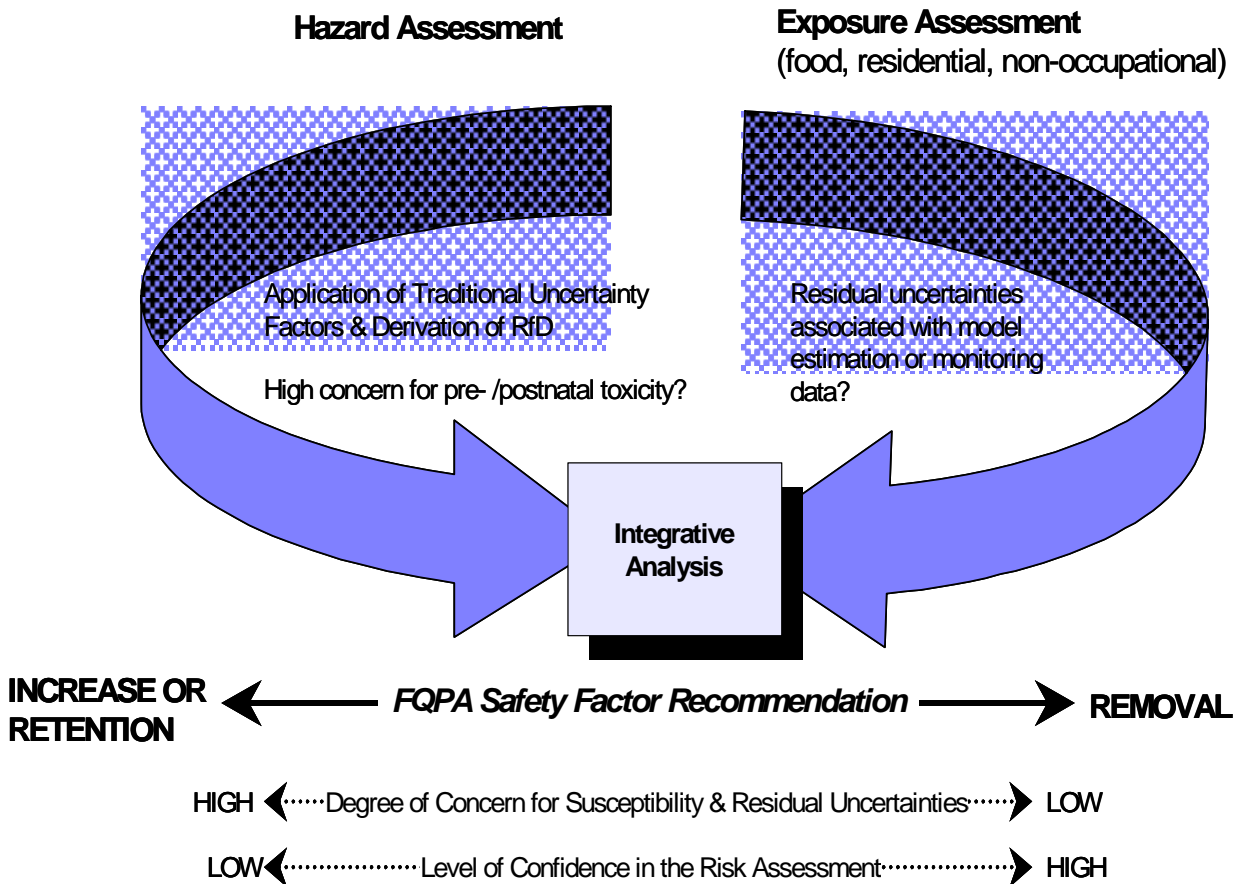 Hazard Assessment
Exposure Assessment
(food, residential, non-occupational)
Application of Traditional Uncertainty
Factors & Derivation of RfD
High concern for pre- /postnatal toxicity?
Residual uncertainties
associated with model
estimation or monitoring
data?
Integrative
Analysis
INCREASE OR
RETENTION
FQPA Safety Factor Recommendation
REMOVAL
HIGH
Degree of Concern for Susceptibility & Residual Uncertainties
LOW
LOW
Level of Confidence in the Risk Assessment
HIGH